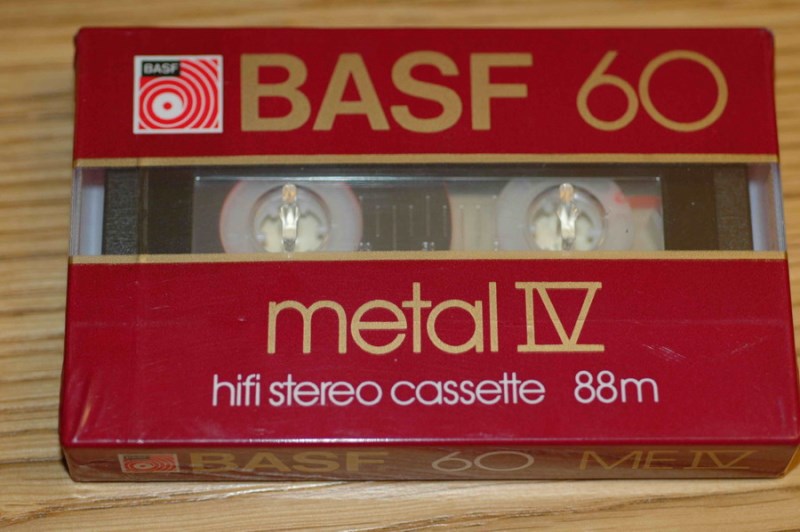 BASF
BASF 60
metal IV
hifi stereo cassette 88m
BASF 60 ME IV